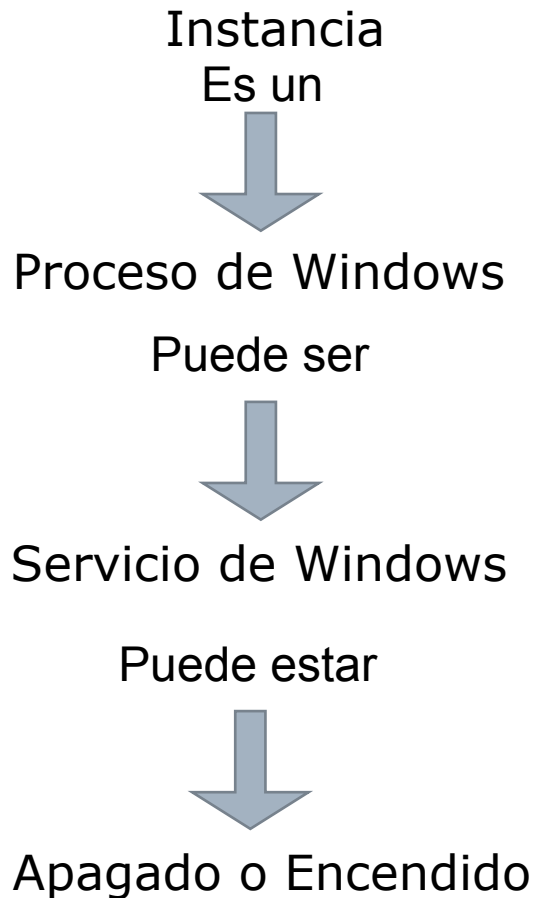 Instancia
Es un
Proceso de Windows
Puede ser
Servicio de Windows
Puede estar
Apagado o Encendido